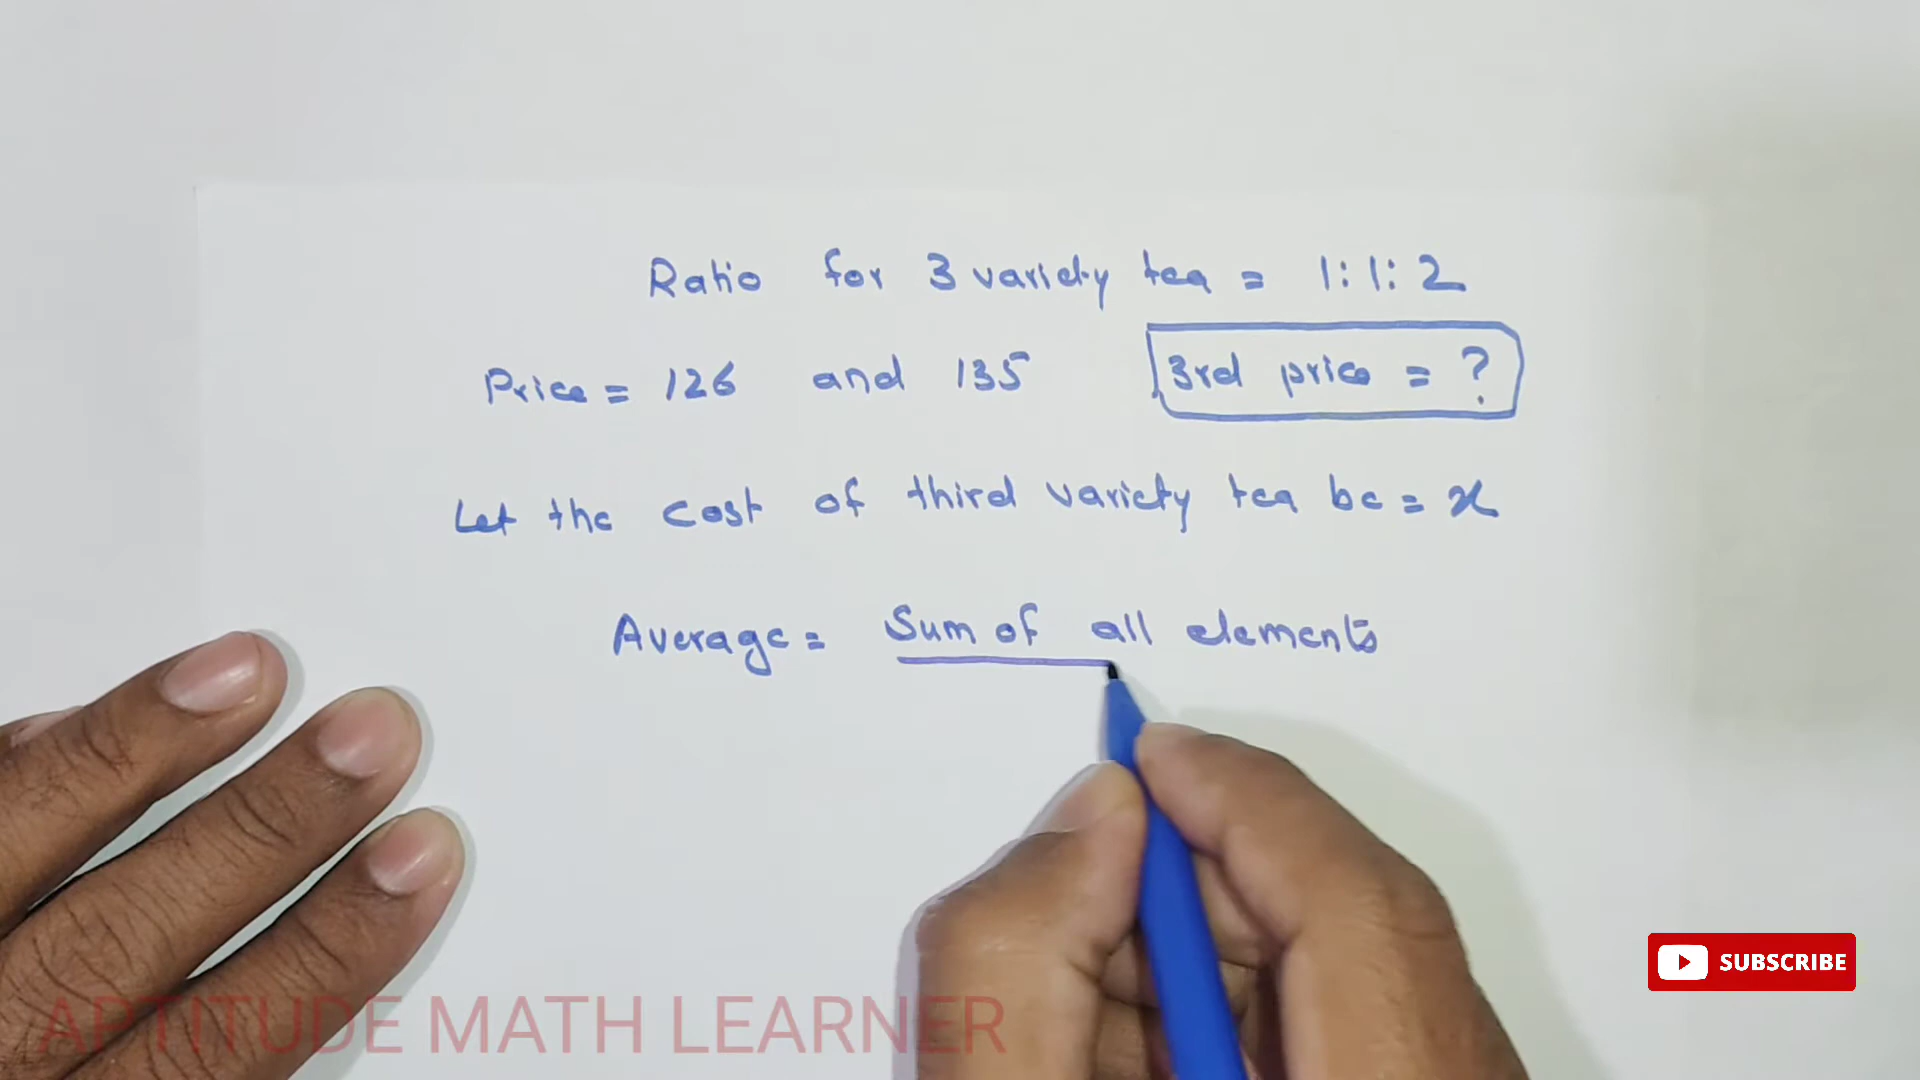 Ratio for 3 variety tea = 1:1:2
Price = 126 and 135 3rd price = ?
Let the cost of third variety tea be = x
Average = Sum of all elements
SUBSCRIBE
APTITUDE MATH LEARNER